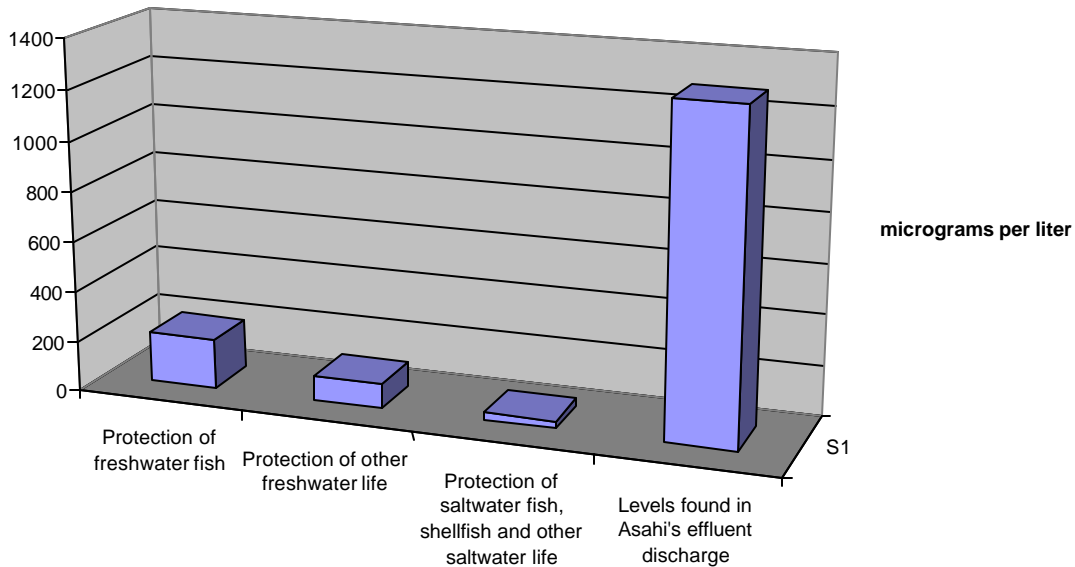 1400
1200
1000
800
600
400
200
0
Protection of
freshwater fish
Protection of other
freshwater life
Protection of
saltwater fish,
shellfish and other
saltwater life
Levels found in
Asahi's effluent
discharge
S1
micrograms per liter